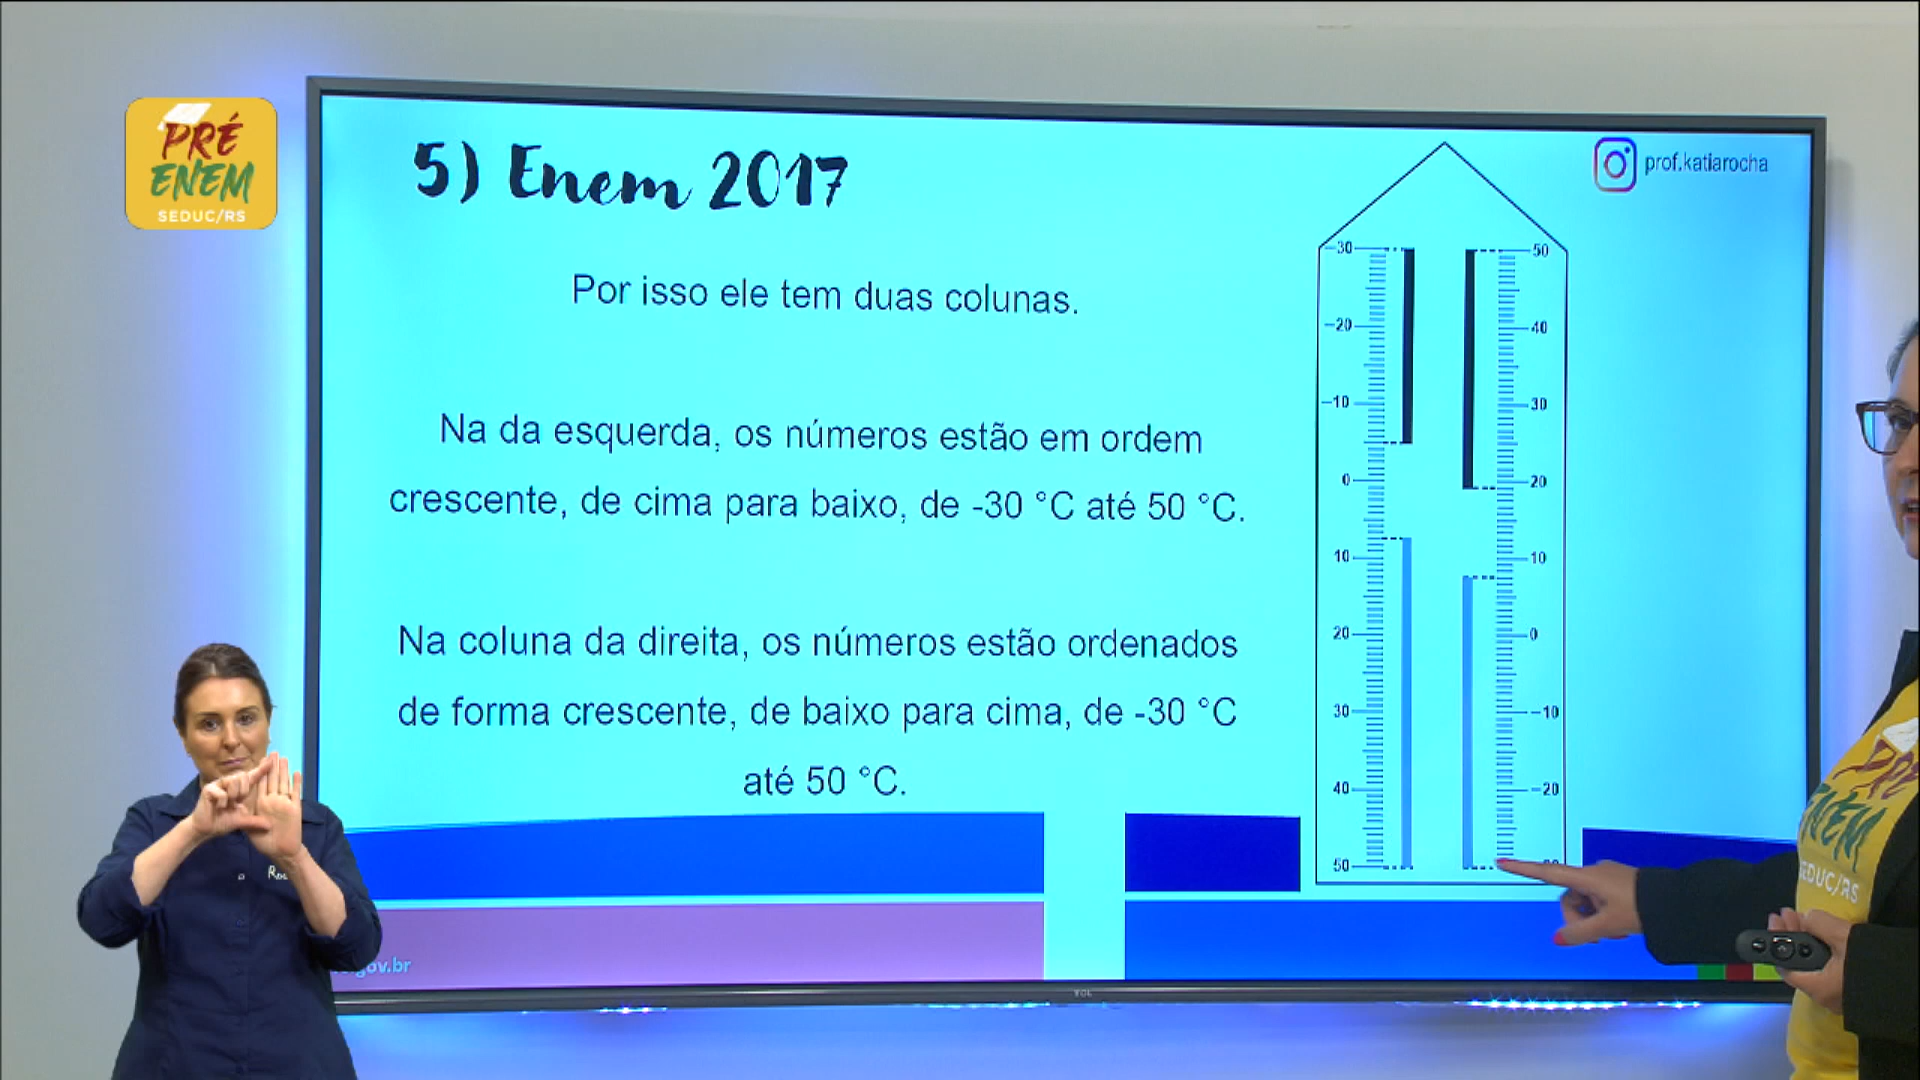 PRÉ
ENEM
SEDUC/RS
5) Enem 2017
prof.katiarocha
Por isso ele tem duas colunas.
Na da esquerda, os números estão em ordem
crescente, de cima para baixo, de -30 °C até 50 °C.
Na coluna da direita, os números estão ordenados
de forma crescente, de baixo para cima, de -30 °C
até 50 °C.
-30
-20
-10
0
10
20
30
40
50
50
40
30
20
10
0
-10
-20
gov.br
TCL
PRÉ
ENEM
SEDUC/RS